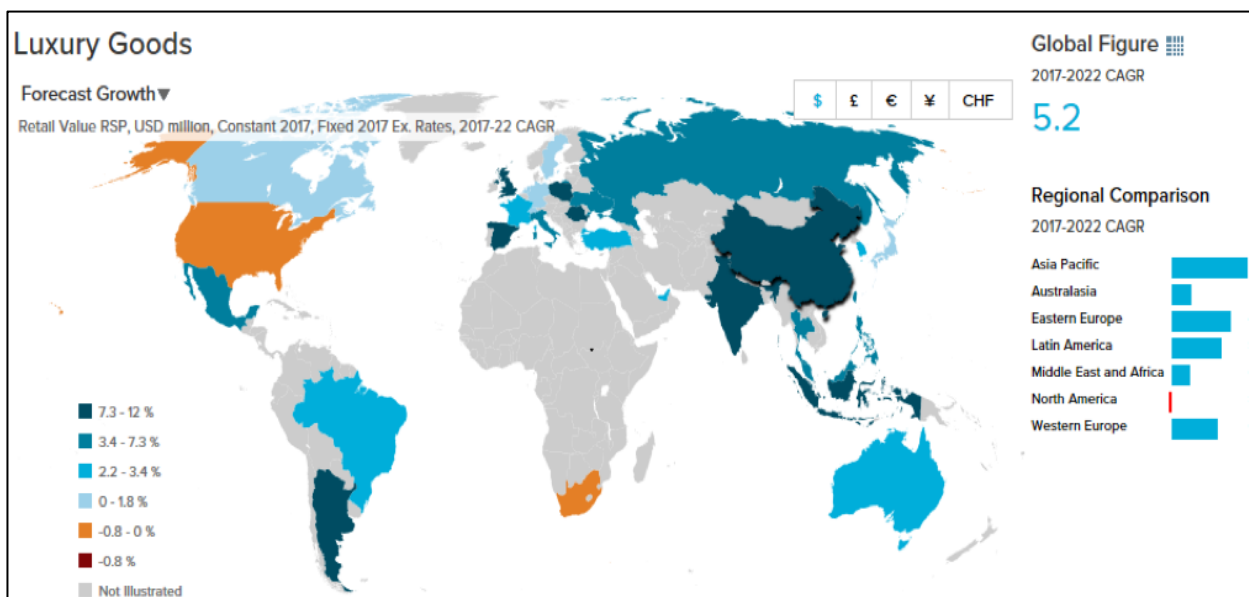 Luxury Goods
Forecast Growth▼
Retail Value RSP, USD million, Constant 2017, Fixed 2017 Ex. Rates, 2017-22 CAGR
$ £ € ¥ CHF
Global Figure
2017-2022 CAGR
5.2
Regional Comparison
2017-2022 CAGR
Asia Pacific
Australasia
Eastern Europe
Latin America
Middle East and Africa
North America
Western Europe
7.3 - 12 %
3.4 - 7.3 %
2.2 - 3.4 %
0 - 1.8 %
-0.8 - 0 %
-0.8 %
Not Illustrated